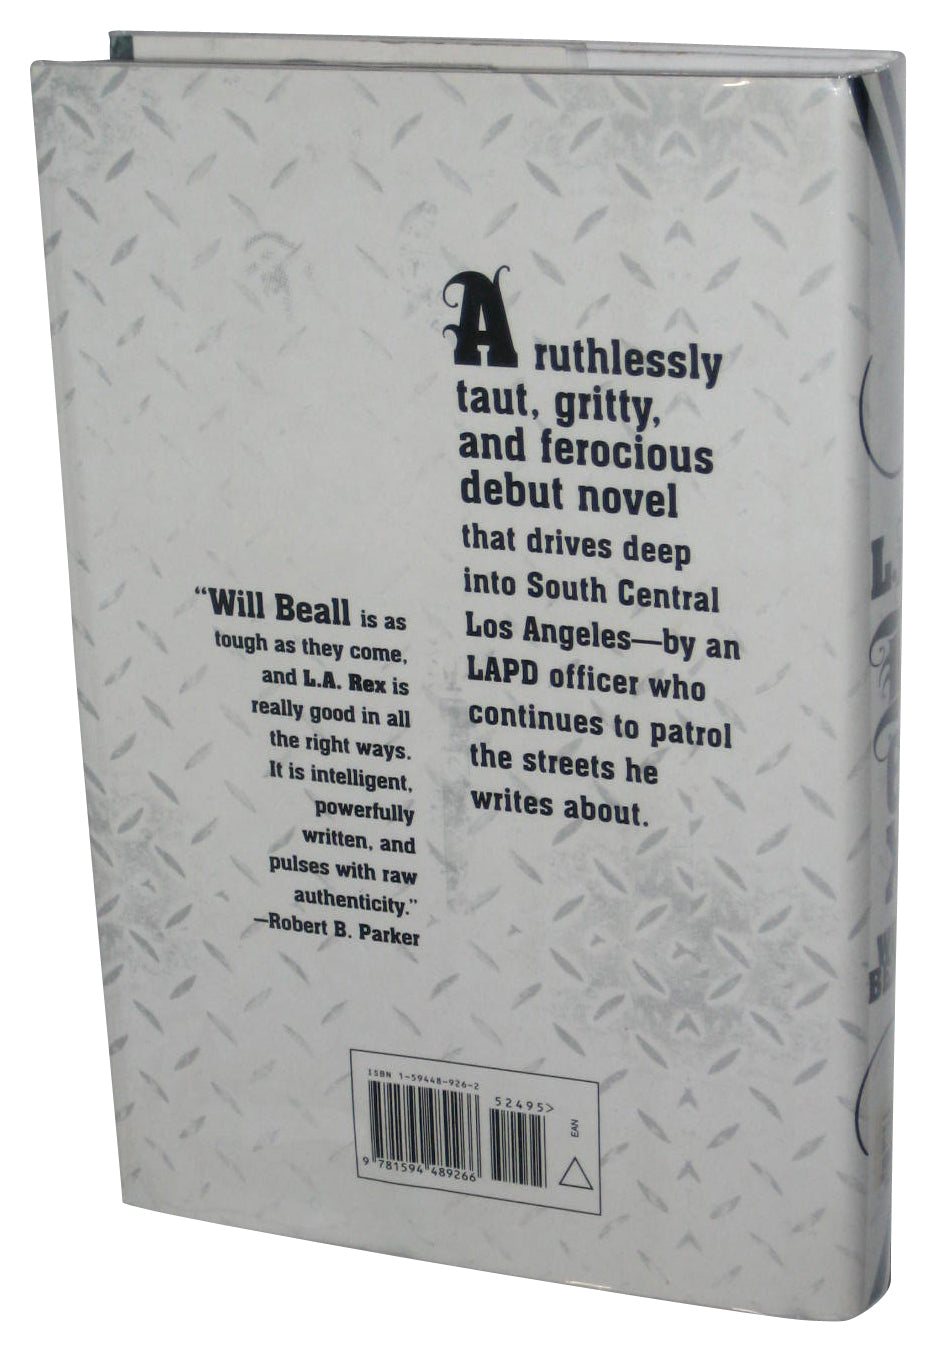 A ruthlessly
taut, gritty,
and ferocious
debut novel
that drives deep
into South Central
Los Angeles—by an
LAPD officer who
continues to patrol
the streets he
writes about.
“Will Beall is as
tough as they come,
and L.A. Rex is
really good in all
the right ways.
It is intelligent,
powerfully
written, and
pulses with raw
authenticity.”
—Robert B. Parker
ISBN 1-59448-926-2
52495>
EAN
9 781594 489266